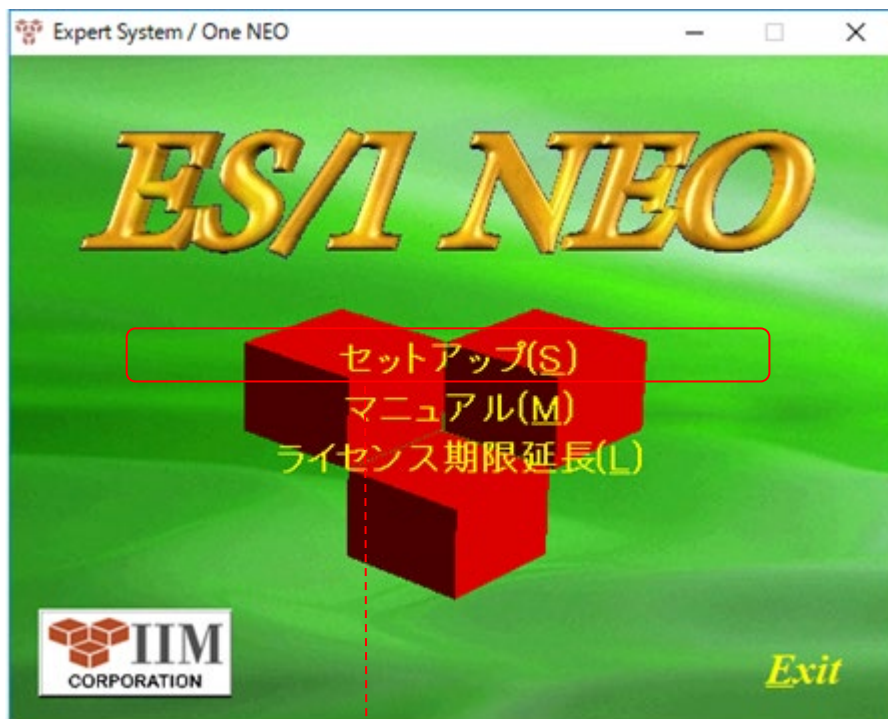 Expert System / One NEO
ES/1 NEO
セットアップ(S)
マニュアル(M)
ライセンス期限延長(L)
IIM
CORPORATION
Exit